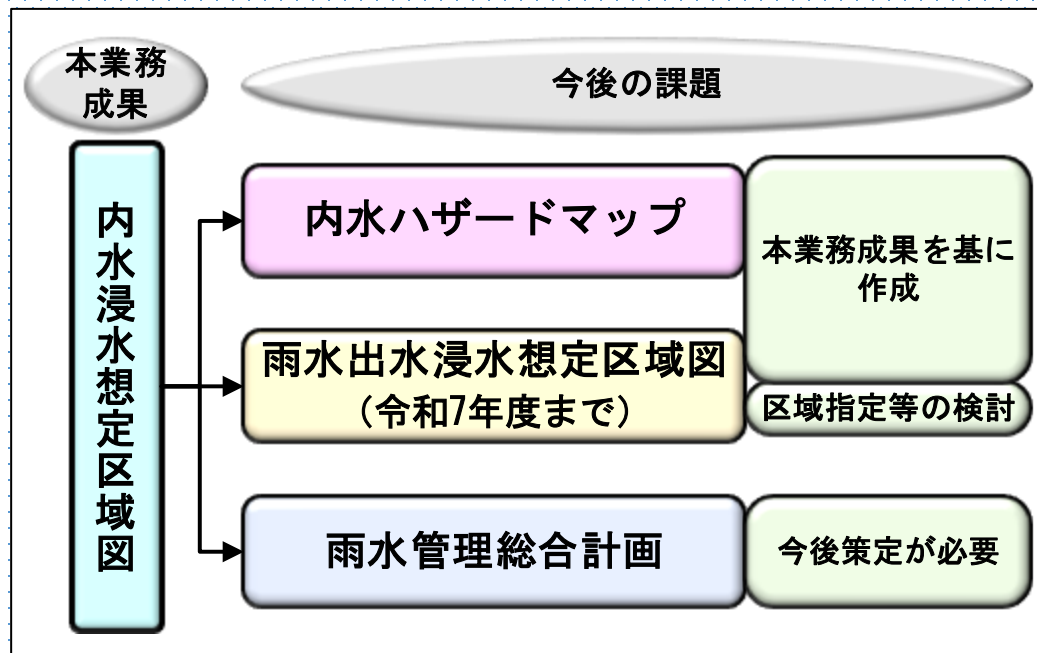 本業務
成果
今後の課題
内水浸水想定区域図
内水ハザードマップ
本業務成果を基に
作成
雨水出水浸水想定区域図
（令和7年度まで）
区域指定等の検討
雨水管理総合計画
今後策定が必要